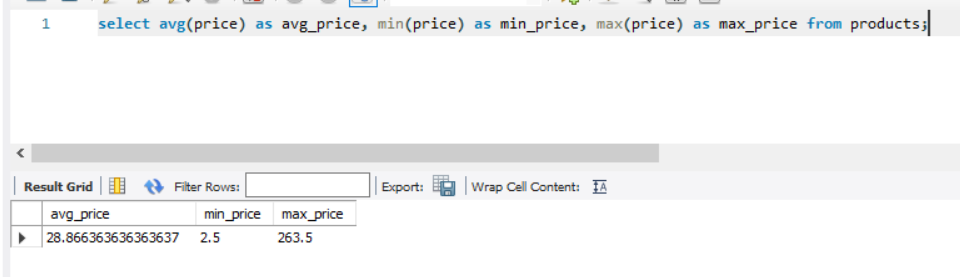 1 select avg(price) as avg_price, min(price) as min_price, max(price) as max_price from products;
Result Grid Filter Rows: Export: Wrap Cell Content: IA
avg_price min_price max_price
28.866363636363637 2.5 263.5